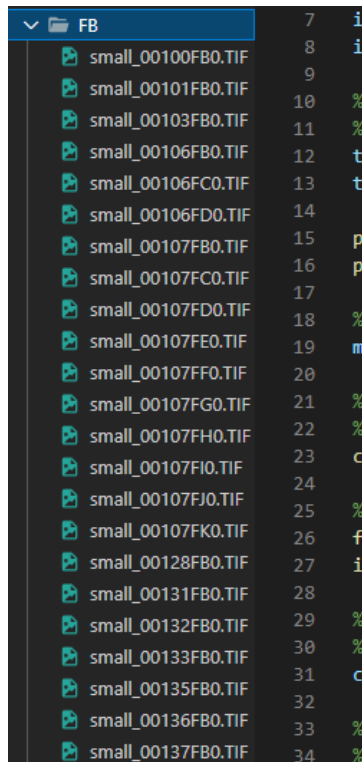 FB
small_00100FB0.TIF
small_00101FB0.TIF
small_00103FB0.TIF
small_00106FB0.TIF
small_00106FC0.TIF
small_00106FD0.TIF
small_00107FB0.TIF
small_00107FC0.TIF
small_00107FD0.TIF
small_00107FE0.TIF
small_00107FF0.TIF
small_00107FG0.TIF
small_00107FH0.TIF
small_00107FI0.TIF
small_00107FJ0.TIF
small_00107FK0.TIF
small_00128FB0.TIF
small_00131FB0.TIF
small_00132FB0.TIF
small_00133FB0.TIF
small_00135FB0.TIF
small_00136FB0.TIF
small_00137FB0.TIF
7 i
8 i
9
10 %
11 %
12 t
13 t
14
15 p
16 p
17
18 %
19 m
20
21 %
22 %
23 c
24
25 %
26 f
27 i
28
29 %
30 %
31 c
32
33 %
34 %